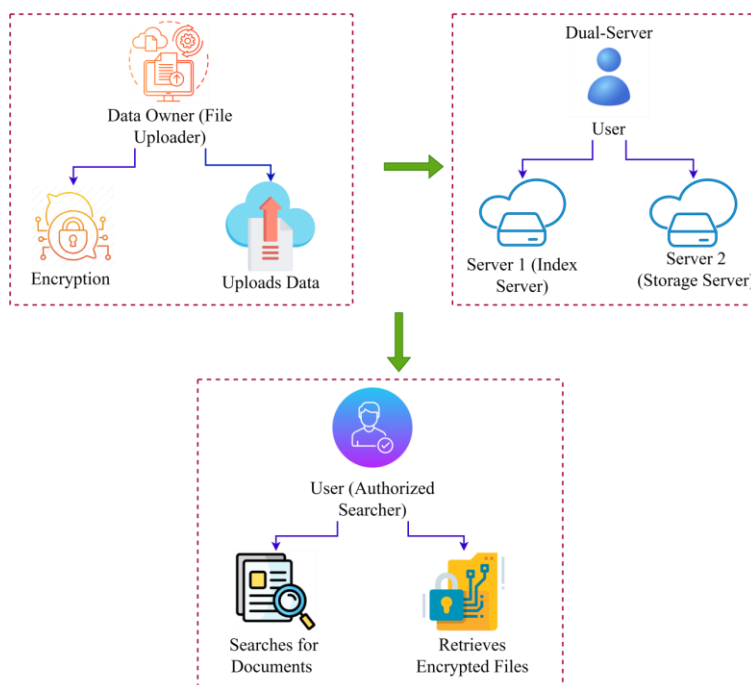 Data Owner (File
Uploader)
Encryption
Uploads Data
Dual-Server
User
Server 1 (Index
Server)
Server 2
(Storage Server)
User (Authorized
Searcher)
Searches for
Documents
Retrieves
Encrypted Files